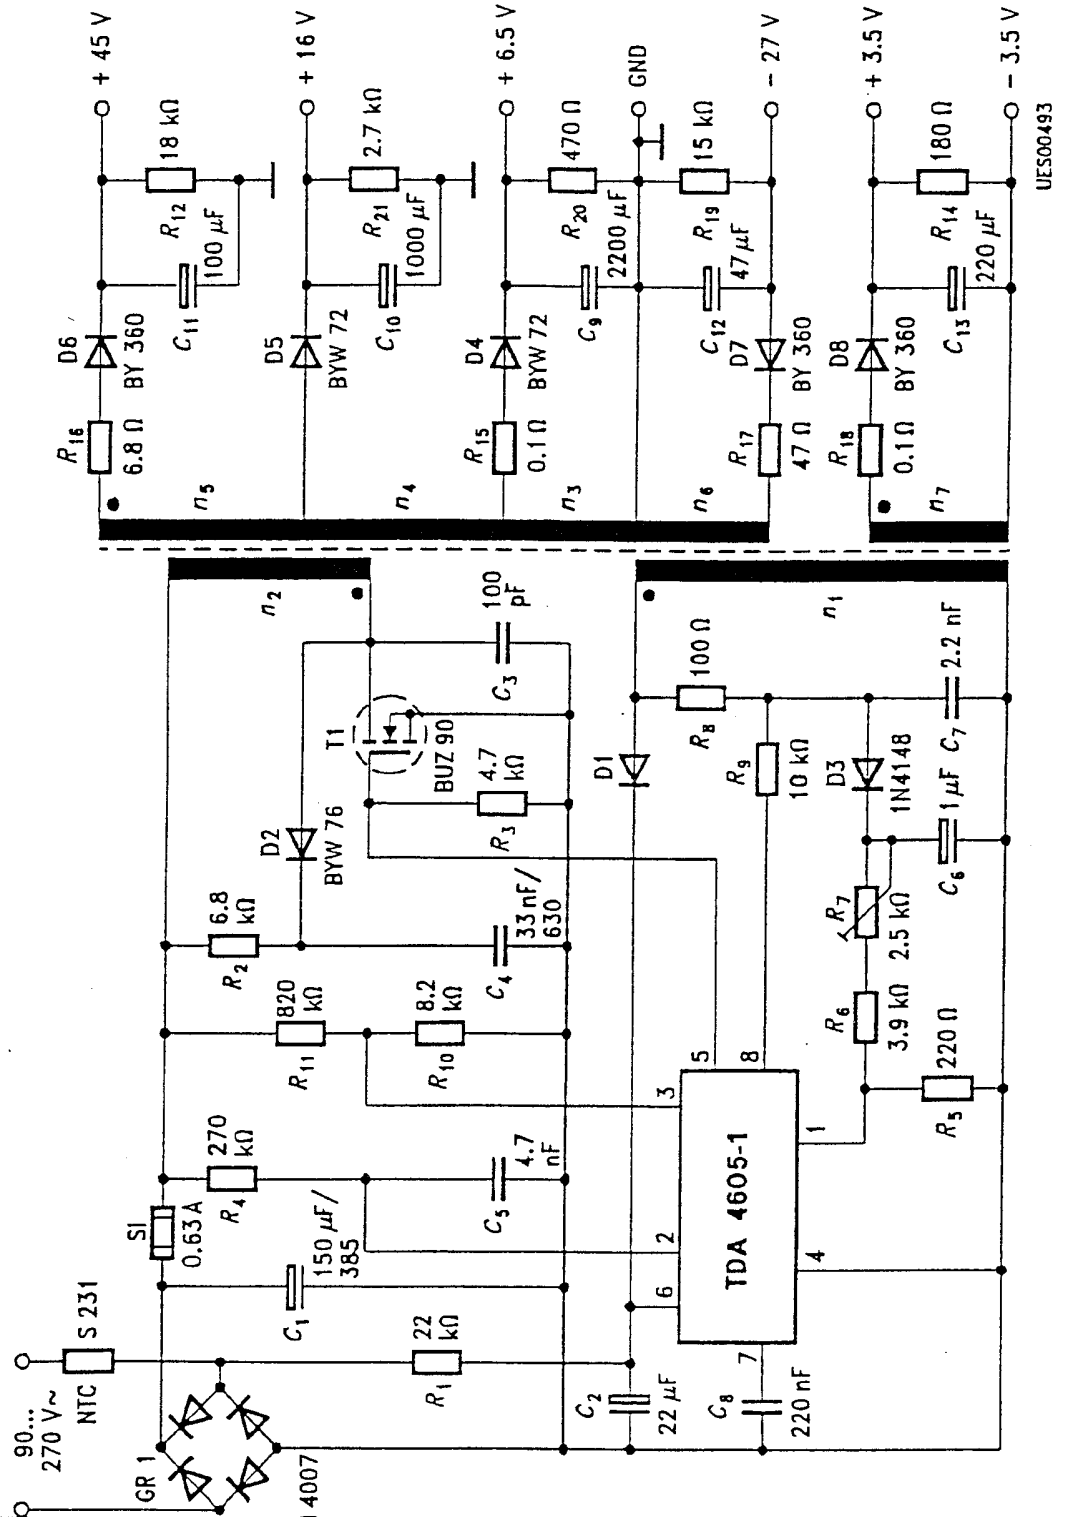 90...
270 V~
NTC
S 231
GR 1
4007
SI
0.63 A
C1
150 µF/
385
R1
22
kΩ
C2
22 µF
C8
220 nF
R4
270
kΩ
C5
4.7
nF
R11
820
kΩ
R10
8.2
kΩ
R2
6.8
kΩ
C4
33 nF/
630
D2
BYW 76
T1
BUZ 90
R3
4.7
kΩ
C3
100
pF
n2
TDA 4605-1
7
6
2
3
4
1
5
8
D1
R8
100 Ω
R9
10 kΩ
D3
1N4148
C7
2.2 nF
C6
1 µF
R7
2.5 kΩ
R6
3.9 kΩ
R5
220 Ω
n1
n5
n4
n3
n6
n7
R16
6.8 Ω
D6
BY 360
C11
100 µF
R12
18 kΩ
+ 45 V
D5
BYW 72
C10
1000 µF
R21
2.7 kΩ
+ 16 V
R15
0.1 Ω
D4
BYW 72
C9
2200 µF
R20
470 Ω
+ 6.5 V
GND
R17
47 Ω
D7
BY 360
C12
47 µF
R19
15 kΩ
- 27 V
R18
0.1 Ω
D8
BY 360
C13
220 µF
R14
180 Ω
+ 3.5 V
- 3.5 V
UES00493